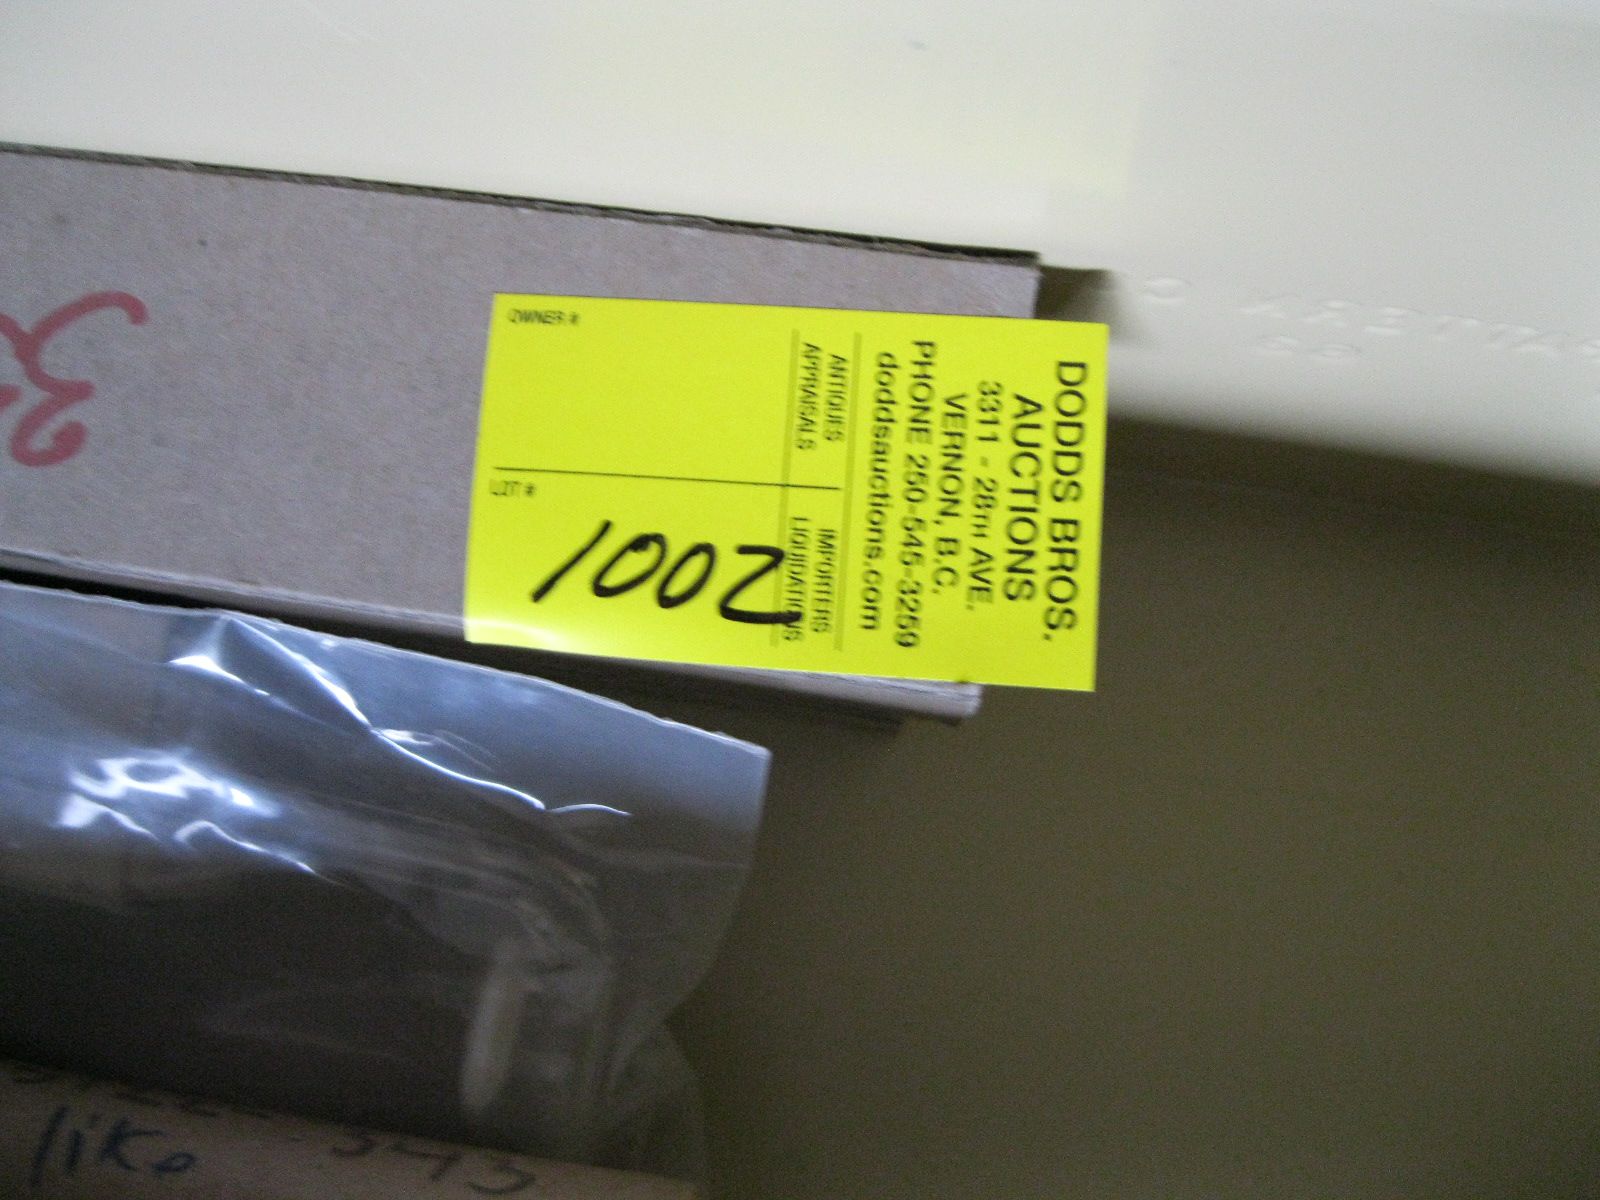 DODDS BROS.
AUCTIONS
3311 - 28TH AVE.
VERNON, B.C.
PHONE 250-545-3259
doddsauctions.com
ANTIQUES
APPRAISALS
IMPORTERS
LIQUIDATIONS
OWNER #
LOT #
1002
like